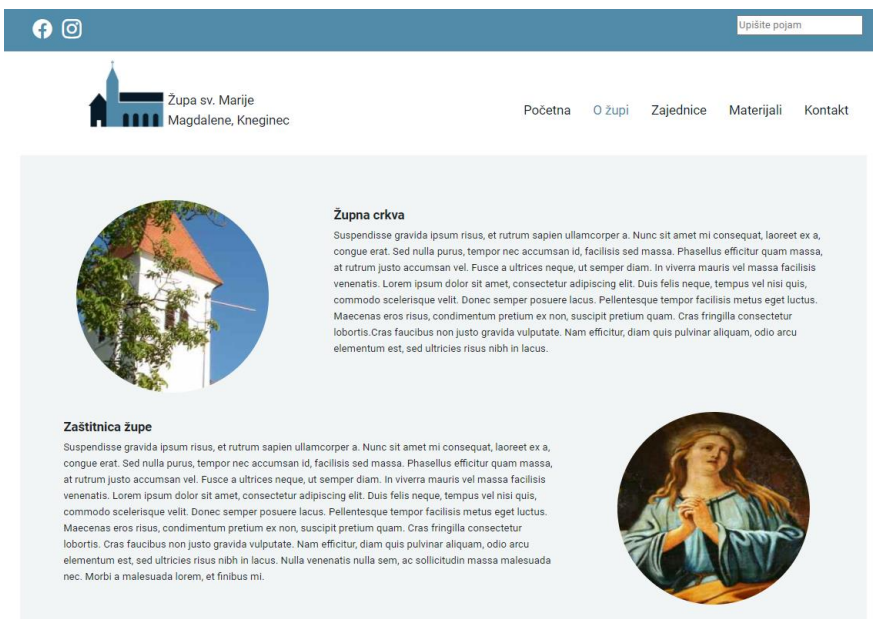 Upišite pojam
Župa sv. Marije
Magdalene, Kneginec
Početna O župi Zajednice Materijali Kontakt
Župna crkva
Suspendisse gravida ipsum risus, et rutrum sapien ullamcorper a. Nunc sit amet mi consequat, laoreet ex a,
congue erat. Sed nulla purus, tempor nec accumsan id, facilisis sed massa. Phasellus efficitur quam massa,
at rutrum justo accumsan vel. Fusce a ultrices neque, ut semper diam. In viverra mauris vel massa facilisis
venenatis. Lorem ipsum dolor sit amet, consectetur adipiscing elit. Duis felis neque, tempus vel nisi quis,
commodo scelerisque velit. Donec semper posuere lacus. Pellentesque tempor facilisis metus eget luctus.
Maecenas eros risus, condimentum pretium ex non, suscipit pretium quam. Cras fringilla consectetur
lobortis.Cras faucibus non justo gravida vulputate. Nam efficitur, diam quis pulvinar aliquam, odio arcu
elementum est, sed ultricies risus nibh in lacus.
Zaštitnica župe
Suspendisse gravida ipsum risus, et rutrum sapien ullamcorper a. Nunc sit amet mi consequat, laoreet ex a,
congue erat. Sed nulla purus, tempor nec accumsan id, facilisis sed massa. Phasellus efficitur quam massa,
at rutrum justo accumsan vel. Fusce a ultrices neque, ut semper diam. In viverra mauris vel massa facilisis
venenatis. Lorem ipsum dolor sit amet, consectetur adipiscing elit. Duis felis neque, tempus vel nisi quis,
commodo scelerisque velit. Donec semper posuere lacus. Pellentesque tempor facilisis metus eget luctus.
Maecenas eros risus, condimentum pretium ex non, suscipit pretium quam. Cras fringilla consectetur
lobortis. Cras faucibus non justo gravida vulputate. Nam efficitur, diam quis pulvinar aliquam, odio arcu
elementum est, sed ultricies risus nibh in lacus. Nulla venenatis nulla sem, ac sollicitudin massa malesuada
nec. Morbi a malesuada lorem, et finibus mi.